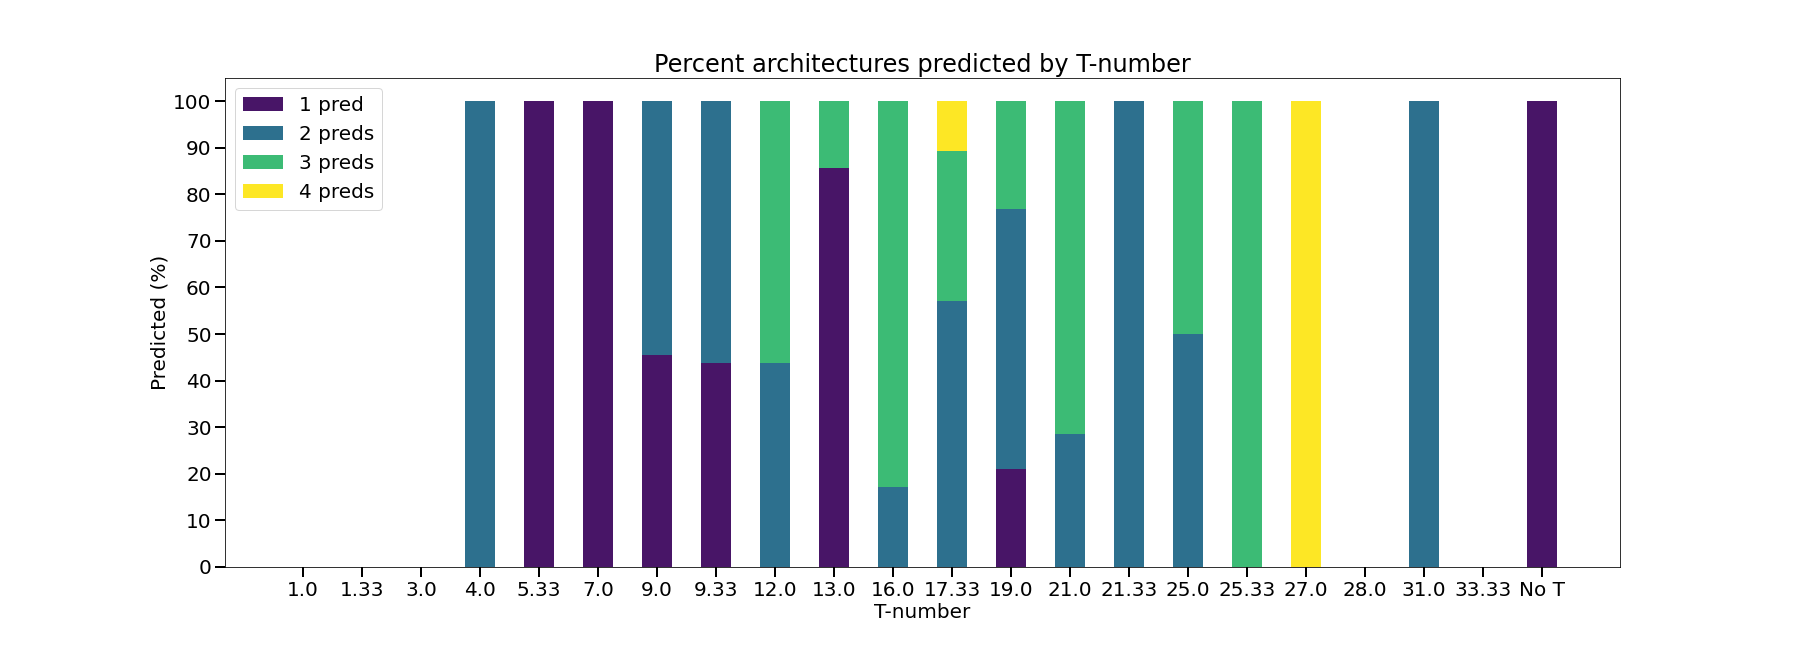 Percent architectures predicted by T-number
1 pred
2 preds
3 preds
4 preds
Predicted (%)
100
90
80
70
60
50
40
30
20
10
0
1.0 1.33 3.0 4.0 5.33 7.0 9.0 9.33 12.0 13.0 16.0 17.33 19.0 21.0 21.33 25.0 25.33 27.0 28.0 31.0 33.33 No T
T-number